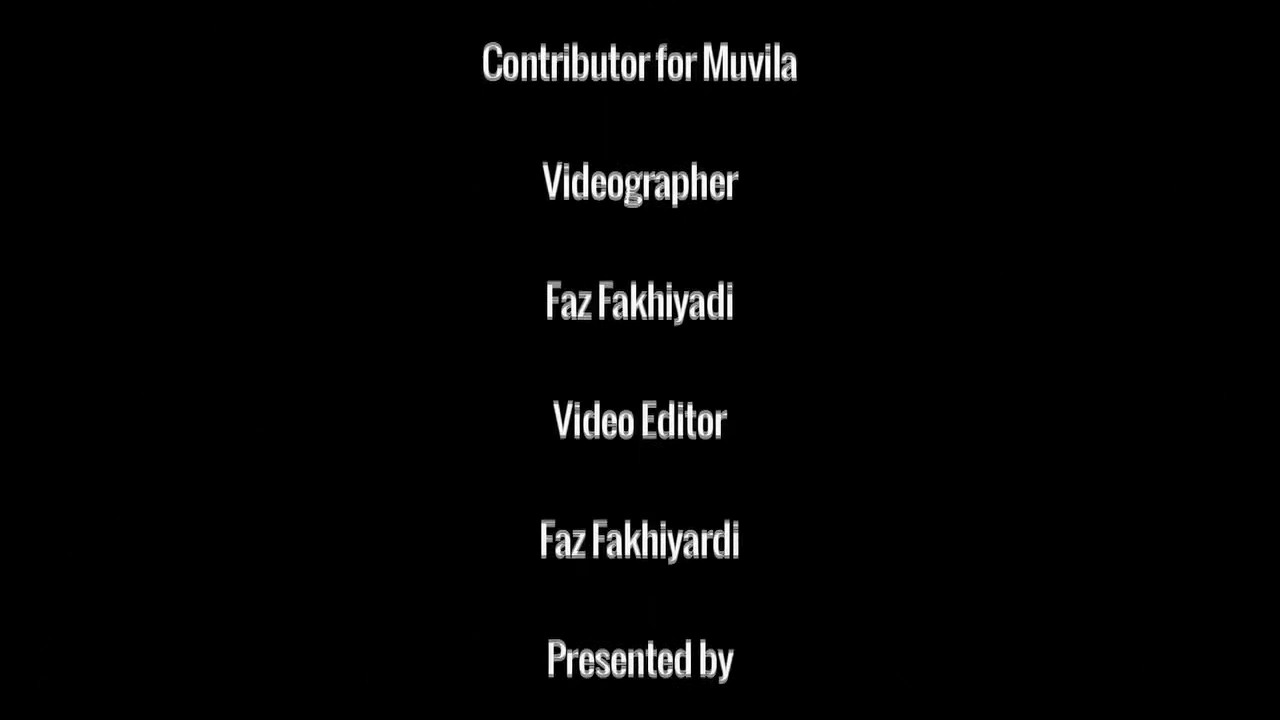 Contributor for Muvila
Videographer
Faz Fakhiyadi
Video Editor
Faz Fakhiyardi
Presented by